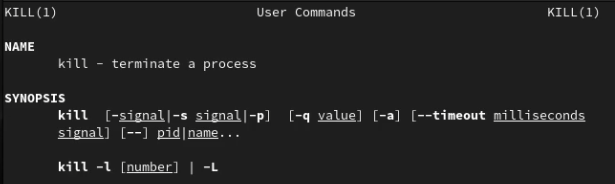 KILL(1) User Commands KILL(1)
NAME
kill - terminate a process
SYNOPSIS
kill [-signal|-s signal|-p] [-q value] [-a] [--timeout milliseconds
signal] [--] pid|name...
kill -l [number] | -L